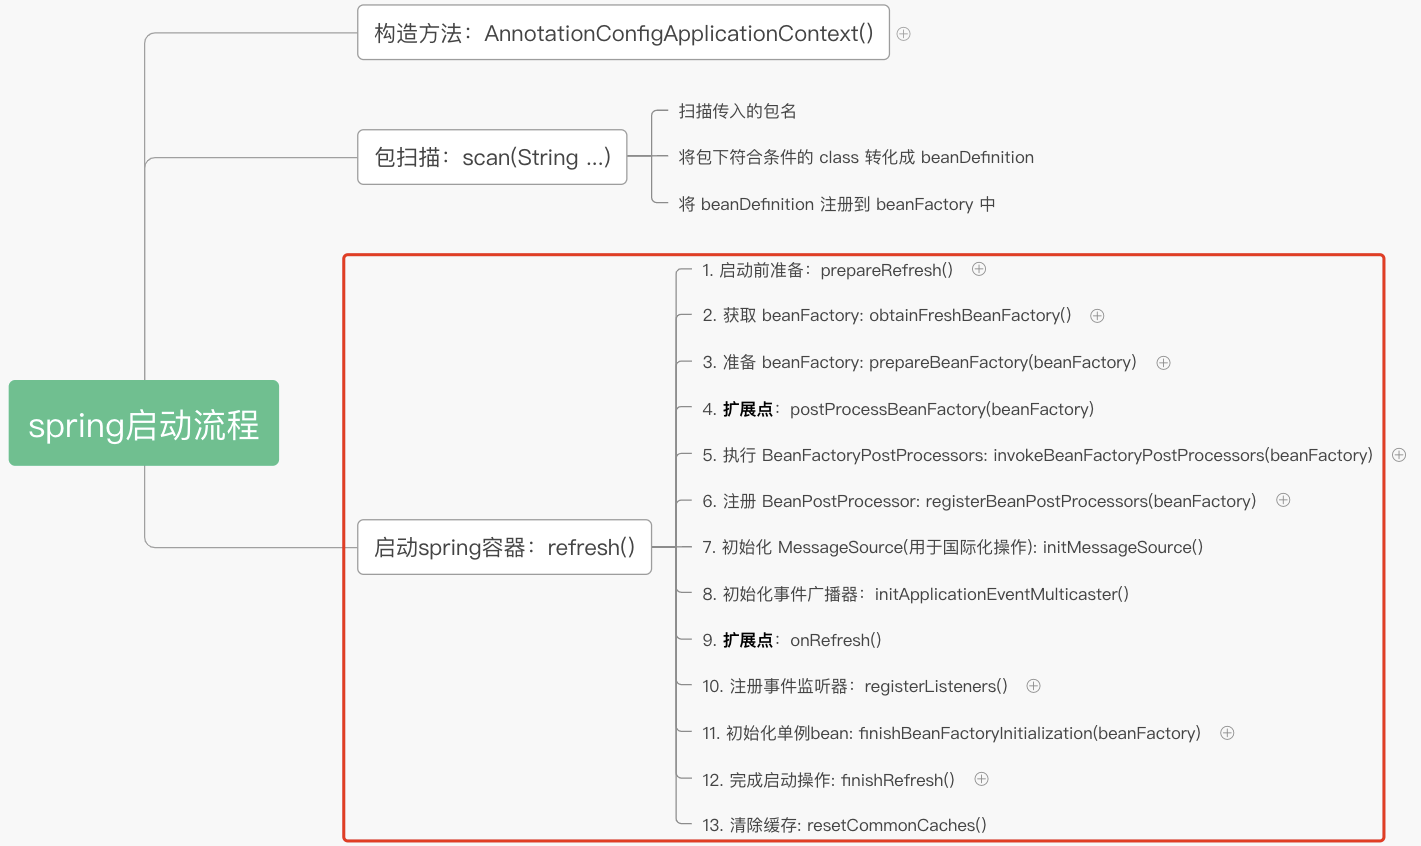 构造方法：AnnotationConfigApplicationContext()
包扫描：scan(String ...)
扫描传入的包名
将包下符合条件的 class 转化成 beanDefinition
将 beanDefinition 注册到 beanFactory 中
spring启动流程
启动spring容器：refresh()
1. 启动前准备：prepareRefresh()
2. 获取 beanFactory: obtainFreshBeanFactory()
3. 准备 beanFactory: prepareBeanFactory(beanFactory)
4. 扩展点：postProcessBeanFactory(beanFactory)
5. 执行 BeanFactoryPostProcessors: invokeBeanFactoryPostProcessors(beanFactory)
6. 注册 BeanPostProcessor: registerBeanPostProcessors(beanFactory)
7. 初始化 MessageSource(用于国际化操作): initMessageSource()
8. 初始化事件广播器：initApplicationEventMulticaster()
9. 扩展点：onRefresh()
10. 注册事件监听器：registerListeners()
11. 初始化单例bean: finishBeanFactoryInitialization(beanFactory)
12. 完成启动操作: finishRefresh()
13. 清除缓存: resetCommonCaches()